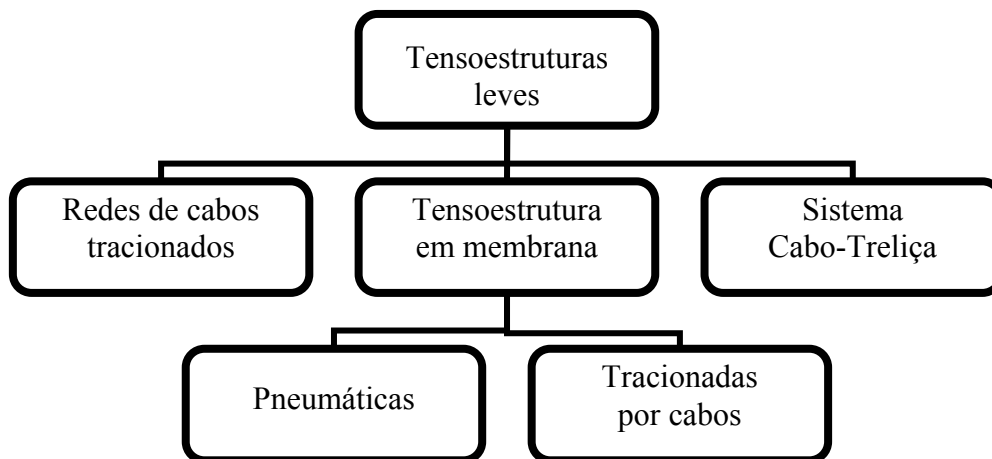 Tensoestruturas
leves
Redes de cabos
tracionados
Tensoestrutura
em membrana
Sistema
Cabo-Treliça
Pneumáticas
Tracionadas
por cabos